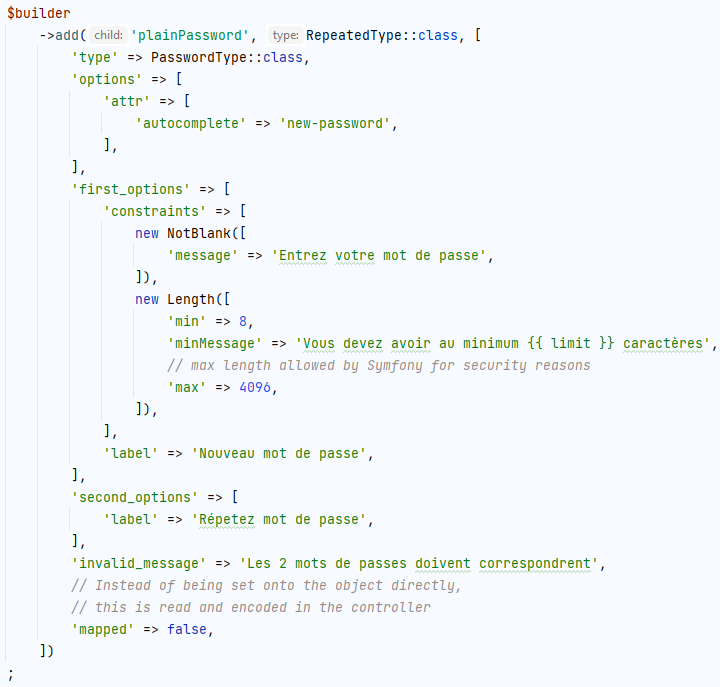 $builder
->add( child: 'plainPassword', type: RepeatedType::class, [
'type' => PasswordType::class,
'options' => [
'attr' => [
'autocomplete' => 'new-password',
],
],
'first_options' => [
'constraints' => [
new NotBlank([
'message' => 'Entrez votre mot de passe',
]),
new Length([
'min' => 8,
'minMessage' => 'Vous devez avoir au minimum {{ limit }} caractères',
// max length allowed by Symfony for security reasons
'max' => 4096,
]),
],
'label' => 'Nouveau mot de passe',
],
'second_options' => [
'label' => 'Répetez mot de passe',
],
'invalid_message' => 'Les 2 mots de passes doivent correspondrent',
// Instead of being set onto the object directly,
// this is read and encoded in the controller
'mapped' => false,
])
;